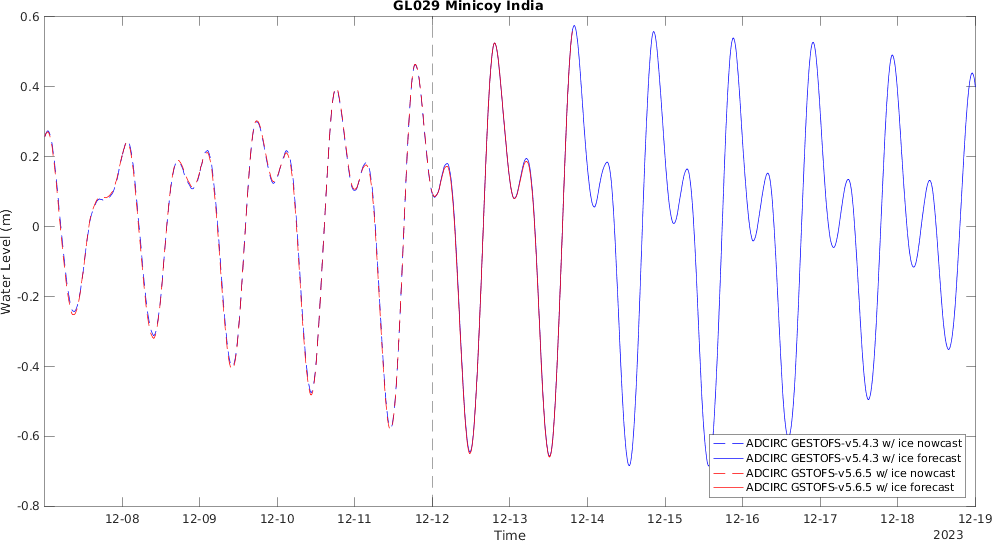 GL029 Minicoy India
0.6
0.4
0.2
0
-0.2
-0.4
-0.6
-0.8
Water Level (m)
ADCIRC GESTOFS-v5.4.3 w/ ice nowcast
ADCIRC GESTOFS-v5.4.3 w/ ice forecast
ADCIRC GSTOFS-v5.6.5 w/ ice nowcast
ADCIRC GSTOFS-v5.6.5 w/ ice forecast
12-08 12-09 12-10 12-11 12-12 12-13 12-14 12-15 12-16 12-17 12-18 12-19
Time
2023